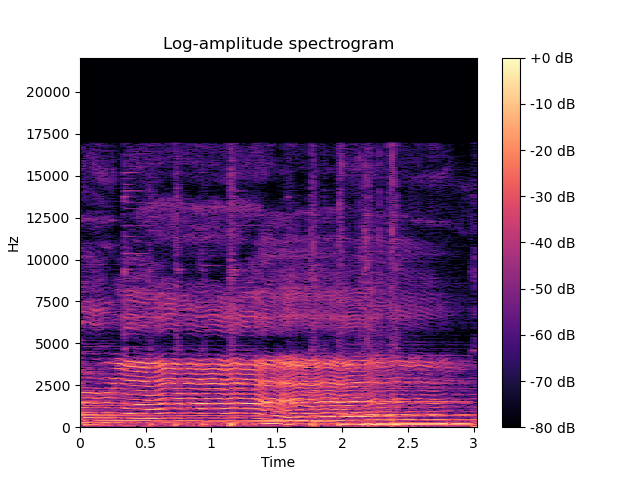 Log-amplitude spectrogram
Hz
20000
17500
15000
12500
10000
7500
5000
2500
0
0 0.5 1 1.5 2 2.5 3
Time
+0 dB
-10 dB
-20 dB
-30 dB
-40 dB
-50 dB
-60 dB
-70 dB
-80 dB